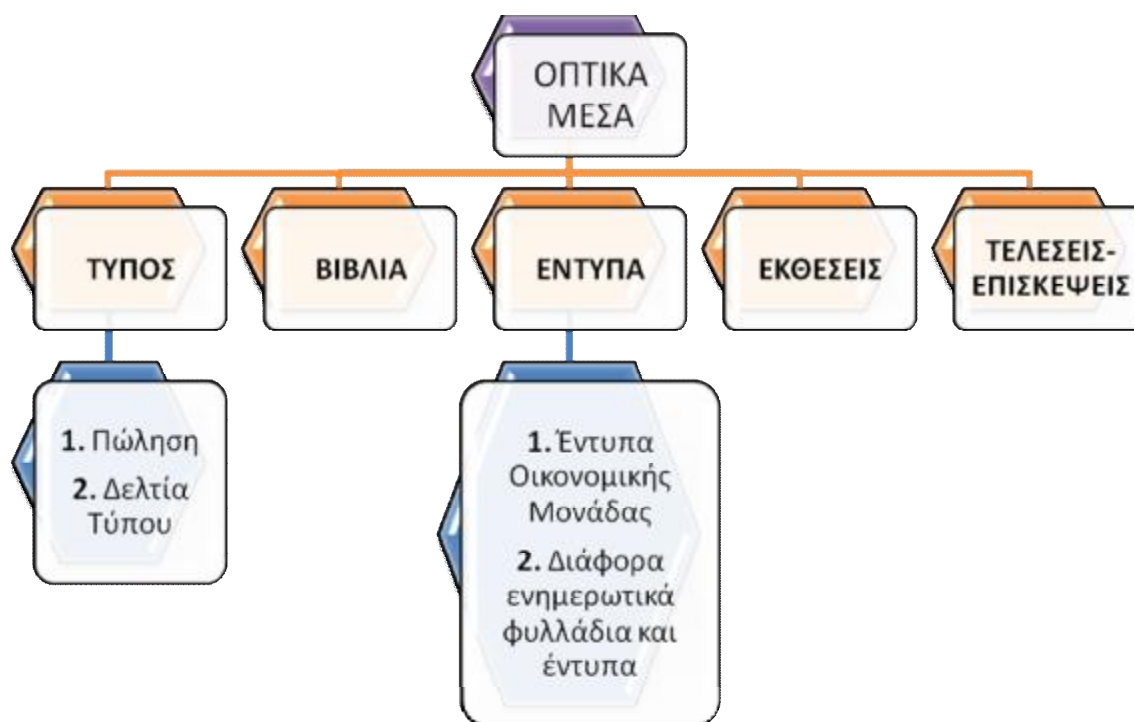 ΟΠΤΙΚΑ
ΜΕΣΑ
ΤΥΠΟΣ
ΒΙΒΛΙΑ
ΕΝΤΥΠΑ
ΕΚΘΕΣΕΙΣ
ΤΕΛΕΣΕΙΣ-
ΕΠΙΣΚΕΨΕΙΣ
1. Πώληση
2. Δελτία
Τύπου
1. Έντυπα
Οικονομικής
Μονάδας
2. Διάφορα
ενημερωτικά
φυλλάδια και
έντυπα